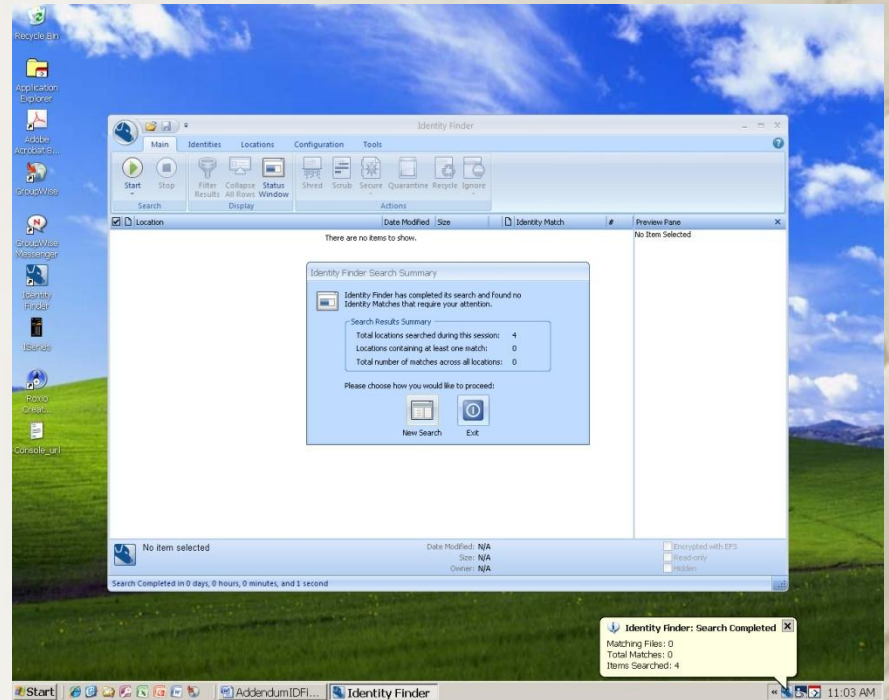 Recycle Bin
Application
Explorer
Adobe
Acrobat 8...
GroupWise
GroupWise
Messenger
Identity
Finder
iSeries
Roxio
Creat...
Console_url
Identity Finder
Main Identities Locations Configuration Tools
Start Stop Filter Results Collapse All Rows Status Window Shred Scrub Secure Quarantine Recycle Ignore
Search Display Actions
Location Date Modified Size Identity Match # Preview Pane
There are no items to show.
No Item Selected
Identity Finder Search Summary
Identity Finder has completed its search and found no
Identity Matches that require your attention.
Search Results Summary
Total locations searched during this session: 4
Locations containing at least one match: 0
Total number of matches across all locations: 0
Please choose how you would like to proceed:
New Search Exit
No item selected
Date Modified: N/A
Size: N/A
Owner: N/A
Encrypted with EFS
Read-only
Hidden
Search Completed in 0 days, 0 hours, 0 minutes, and 1 second
Identity Finder: Search Completed
Matching Files: 0
Total Matches: 0
Items Searched: 4
Start AddendumIDFi... Identity Finder 11:03 AM